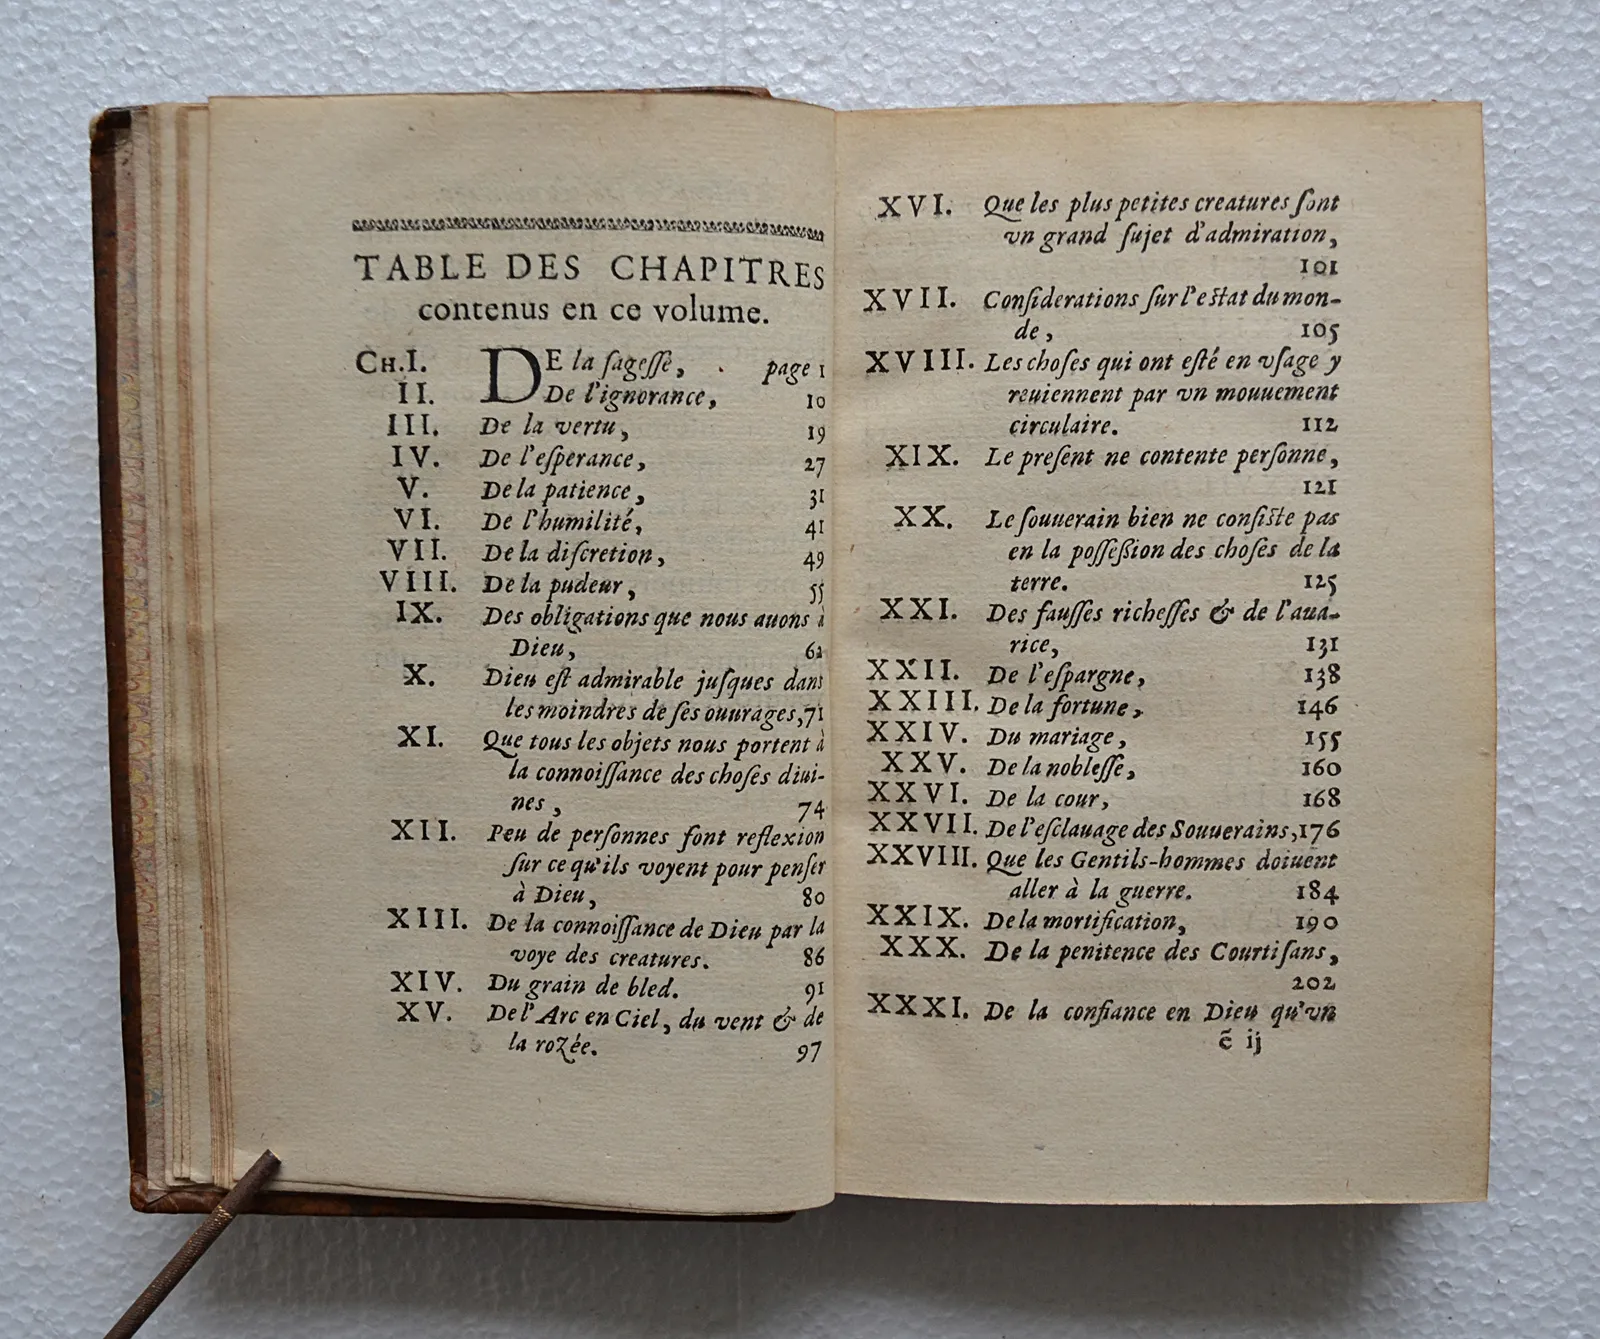 TABLE DES CHAPITRES
contenus en ce volume.
CH.I. DE la ſageſſe, page 1
II. De l'ignorance, 10
III. De la vertu, 19
IV. De l'eſperance, 27
V. De la patience, 31
VI. De l'humilité, 41
VII. De la diſcretion, 49
VIII. De la pudeur, 55
IX. Des obligations que nous auons à
Dieu, 62
X. Dieu eſt admirable juſques dans
les moindres de ſes ouurages, 71
XI. Que tous les objets nous portent à
la connoiſſance des choſes diui-
nes, 74
XII. Peu de perſonnes font reflexion
ſur ce qu'ils voyent pour penſer
à Dieu, 80
XIII. De la connoiſſance de Dieu par la
voye des creatures. 86
XIV. Du grain de bled. 91
XV. De l'Arc en Ciel, du vent & de
la rozée. 97
XVI. Que les plus petites creatures ſont
vn grand ſujet d'admiration,
101
XVII. Conſiderations ſur l'eſtat du mon-
de, 105
XVIII. Les choſes qui ont eſté en vſage y
reuiennent par vn mouuement
circulaire. 112
XIX. Le preſent ne contente perſonne,
121
XX. Le ſouuerain bien ne conſiſte pas
en la poſſeßion des choſes de la
terre. 125
XXI. Des fauſſes richeſſes & de l'aua-
rice, 131
XXII. De l'eſpargne, 138
XXIII. De la fortune, 146
XXIV. Du mariage, 155
XXV. De la nobleſſe, 160
XXVI. De la cour, 168
XXVII. De l'eſclauage des Souuerains, 176
XXVIII. Que les Gentils-hommes doiuent
aller à la guerre. 184
XXIX. De la mortification, 190
XXX. De la penitence des Courtiſans,
202
XXXI. De la confiance en Dieu qu'vn
ẽ ij